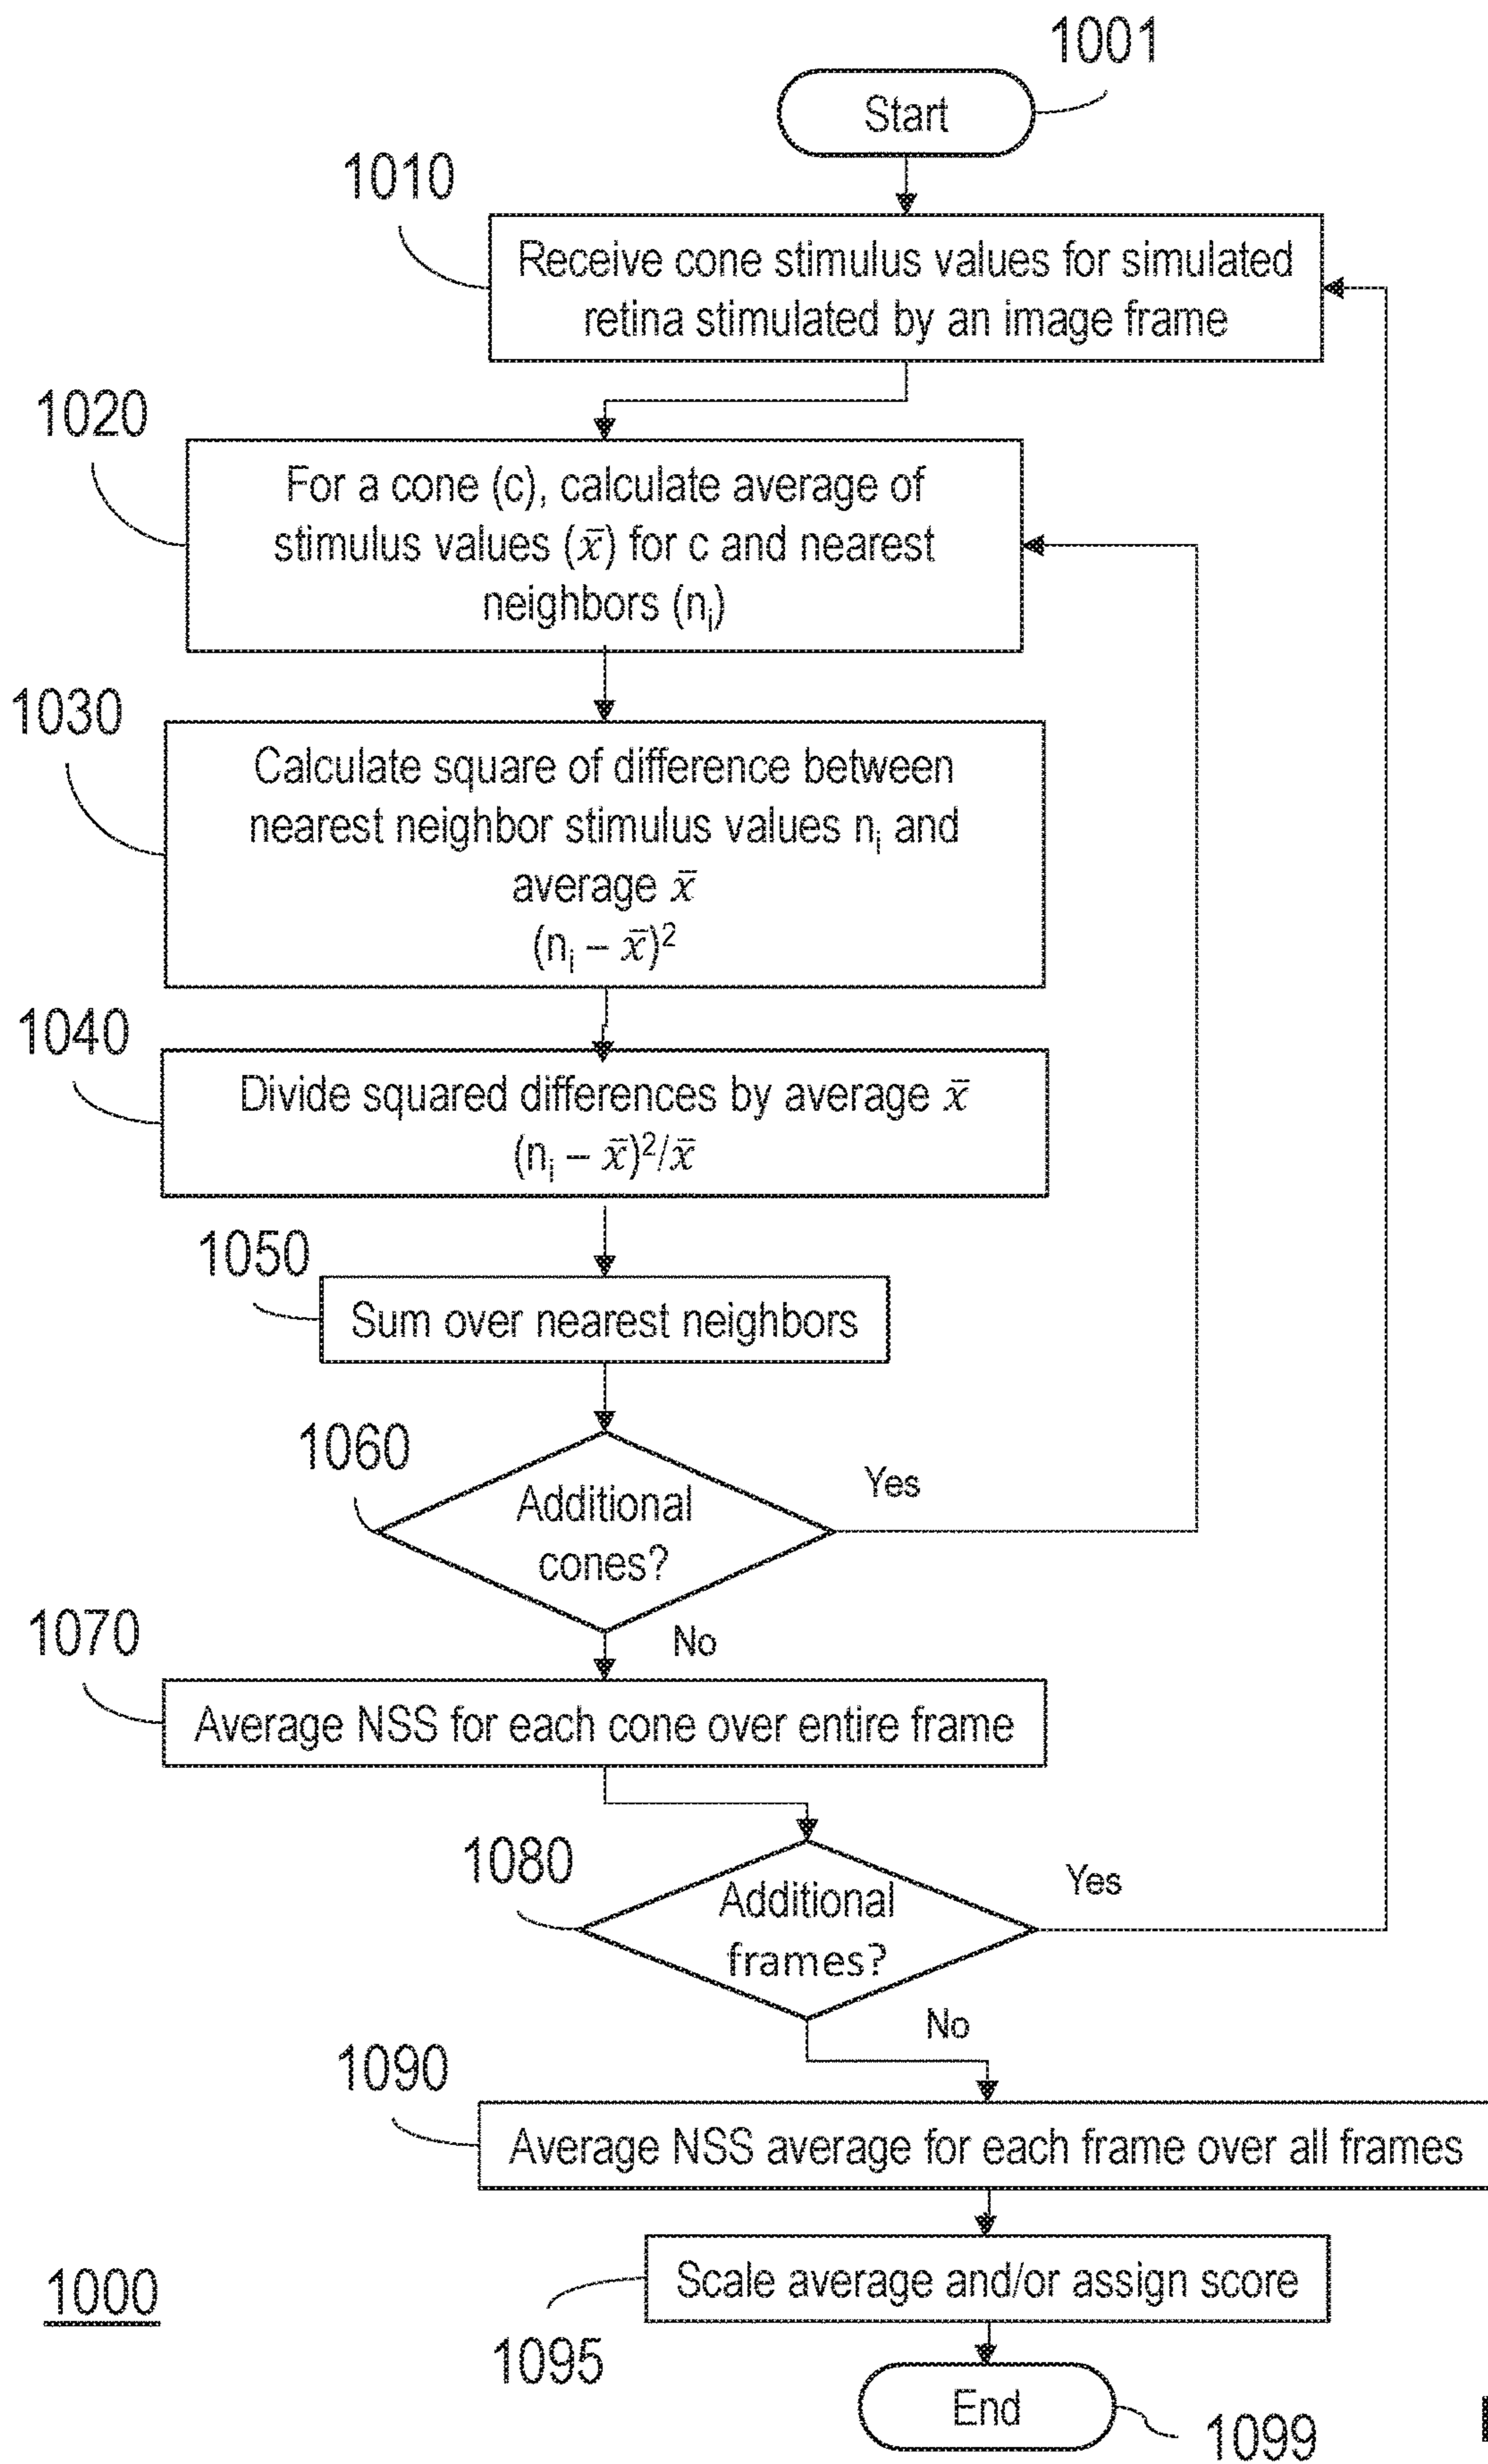 1001
Start
1010
Receive cone stimulus values for simulated
retina stimulated by an image frame
1020
For a cone (c), calculate average of
stimulus values (x̄) for c and nearest
neighbors (nᵢ)
1030
Calculate square of difference between
nearest neighbor stimulus values nᵢ and
average x̄
(nᵢ – x̄)²
1040
Divide squared differences by average x̄
(nᵢ – x̄)²/x̄
1050
Sum over nearest neighbors
1060
Additional
cones?
Yes
No
1070
Average NSS for each cone over entire frame
1080
Additional
frames?
Yes
No
1090
Average NSS average for each frame over all frames
1000
Scale average and/or assign score
1095
End
1099